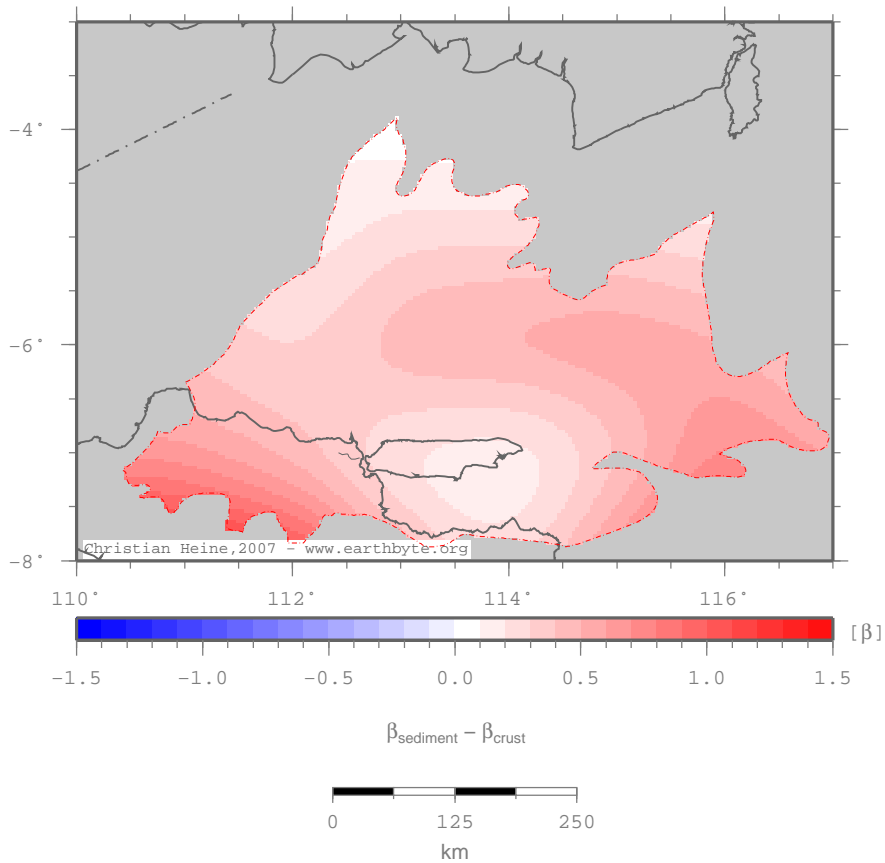 -4°
-6°
-8°
Christian Heine,2007 - www.earthbyte.org
110° 112° 114° 116°
[β]
-1.5 -1.0 -0.5 0.0 0.5 1.0 1.5
βsediment − βcrust
0 125 250
km